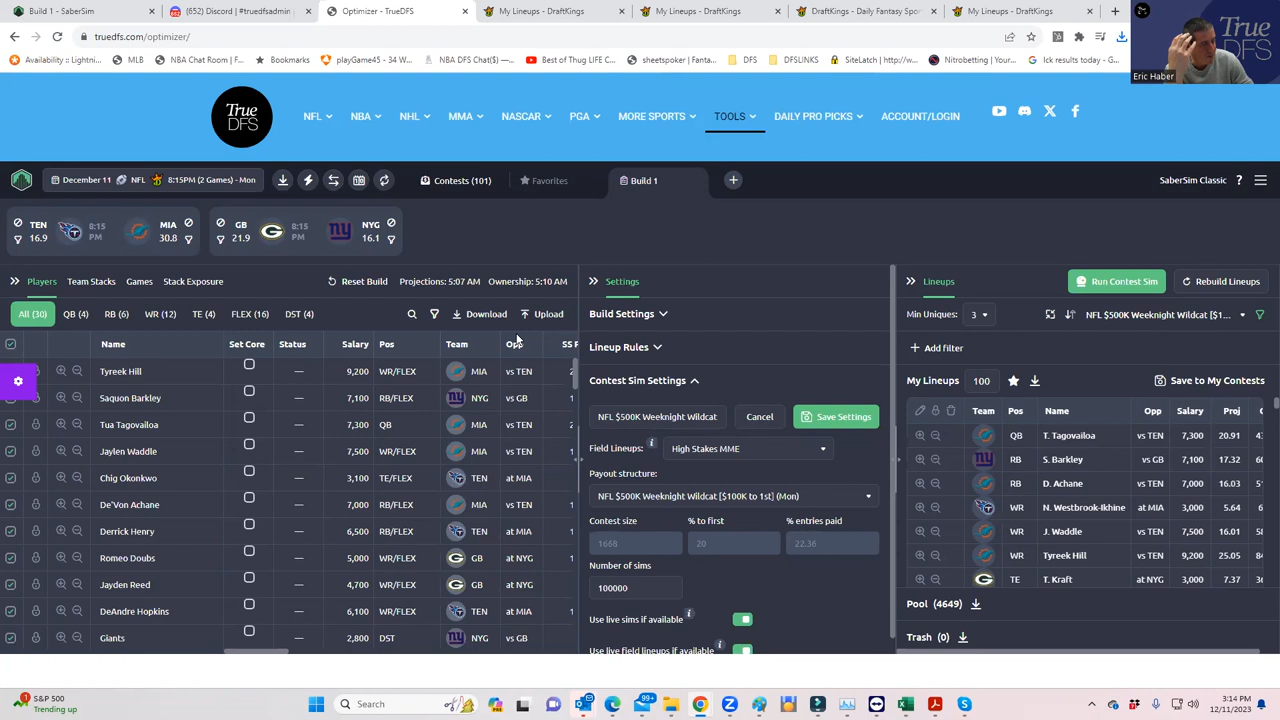 Build 1 - SaberSim
(652) Discord | #truedfsadmin
Optimizer - TrueDFS
My Lineups - DraftKings
My Lineups - DraftKings
DraftKings - Daily Fantasy Sport
My Lineups - DraftKings
truedfs.com/optimizer/
Availability :: Lightni...
MLB
NBA Chat Room | F...
Bookmarks
playGame45 - 34 W...
NBA DFS Chat($) —...
Best of Thug LIFE C...
sheetspoker | Fanta...
DFS
DFSLINKS
SiteLatch | http://w...
Nitrobetting | Your...
Ick results today - G...
True
DFS
Eric Haber
True
DFS
NFL
NBA
NHL
MMA
NASCAR
PGA
MORE SPORTS
TOOLS
DAILY PRO PICKS
ACCOUNT/LOGIN
December 11 NFL 8:15PM (2 Games) - Mon
Contests (101)
Favorites
Build 1
SaberSim Classic ?
TEN 8:15 MIA
16.9 PM 30.8
GB 8:15 NYG
21.9 PM 16.1
Players Team Stacks Games Stack Exposure
Reset Build Projections: 5:07 AM Ownership: 5:10 AM
All (30) QB (4) RB (6) WR (12) TE (4) FLEX (16) DST (4)
Download Upload
Name Set Core Status Salary Pos Team Opp
Tyreek Hill — 9,200 WR/FLEX MIA vs TEN
Saquon Barkley — 7,100 RB/FLEX NYG vs GB
Tua Tagovailoa — 7,300 QB MIA vs TEN
Jaylen Waddle — 7,500 WR/FLEX MIA vs TEN
Chig Okonkwo — 3,100 TE/FLEX TEN at MIA
De'Von Achane — 7,000 RB/FLEX MIA vs TEN
Derrick Henry — 6,500 RB/FLEX TEN at MIA
Romeo Doubs — 5,000 WR/FLEX GB at NYG
Jayden Reed — 4,700 WR/FLEX GB at NYG
DeAndre Hopkins — 6,100 WR/FLEX TEN at MIA
Giants — 2,800 DST NYG vs GB
Settings
Build Settings
Lineup Rules
Contest Sim Settings
NFL $500K Weeknight Wildcat
Cancel
Save Settings
Field Lineups:
High Stakes MME
Payout structure:
NFL $500K Weeknight Wildcat [$100K to 1st] (Mon)
Contest size % to first % entries paid
1668 20 22.36
Number of sims
100000
Use live sims if available
Use live field lineups if available
Lineups
Run Contest Sim
Rebuild Lineups
Min Uniques: 3
NFL $500K Weeknight Wildcat [$1...
Add filter
My Lineups 100
Save to My Contests
Team Pos Name Opp Salary Proj
QB T. Tagovailoa vs TEN 7,300 20.91
RB S. Barkley vs GB 7,100 17.32
RB D. Achane vs TEN 7,000 16.03
WR N. Westbrook-Ikhine at MIA 3,000 5.64
WR J. Waddle vs TEN 7,500 16.01
WR Tyreek Hill vs TEN 9,200 25.05
TE T. Kraft at NYG 3,000 7.37
Pool (4649)
Trash (0)
S&P 500
Trending up
Search
99+
3:14 PM
12/11/2023